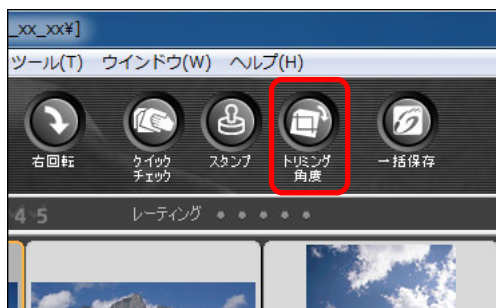 _xx_xx¥]
ツール(T) ウインドウ(W) ヘルプ(H)
右回転
クイック
チェック
スタンプ
トリミング
角度
一括保存
4 5
レーティング